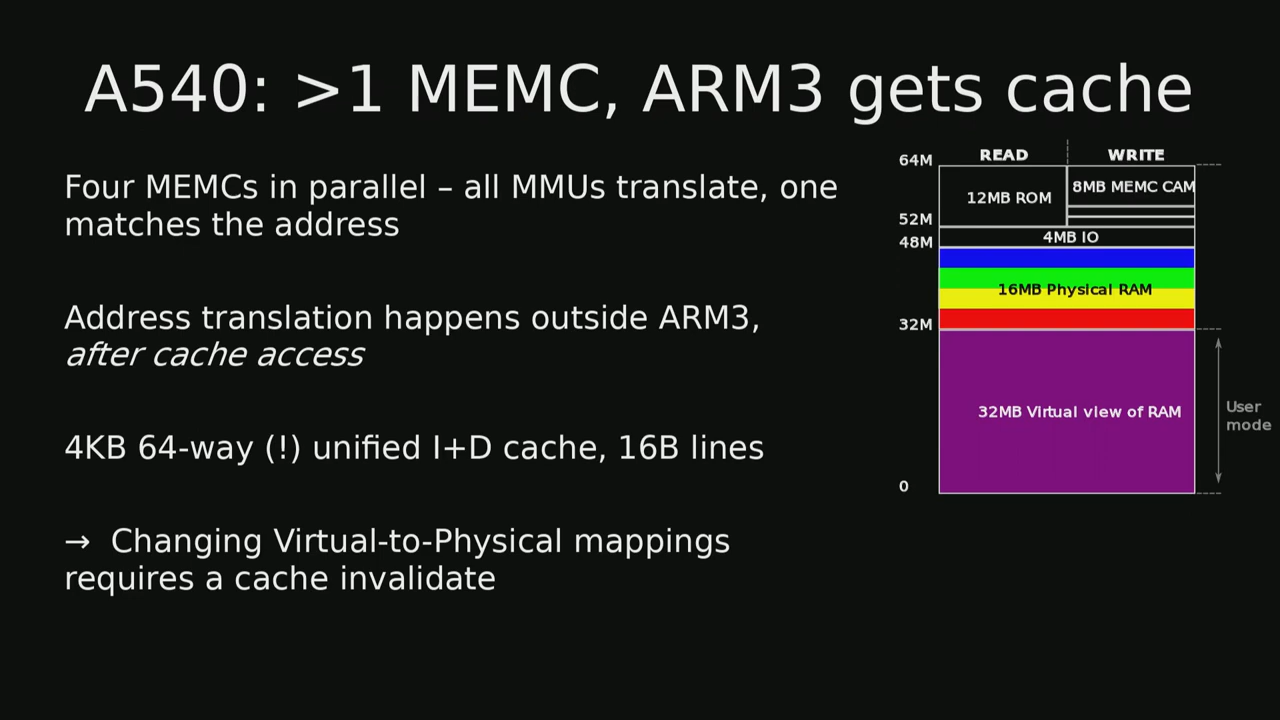 A540: >1 MEMC, ARM3 gets cache
Four MEMCs in parallel – all MMUs translate, one
matches the address
Address translation happens outside ARM3,
after cache access
4KB 64-way (!) unified I+D cache, 16B lines
→ Changing Virtual-to-Physical mappings
requires a cache invalidate
READ WRITE
64M
12MB ROM 8MB MEMC CAM
52M
4MB IO
48M
16MB Physical RAM
32M
32MB Virtual view of RAM
User
mode
0